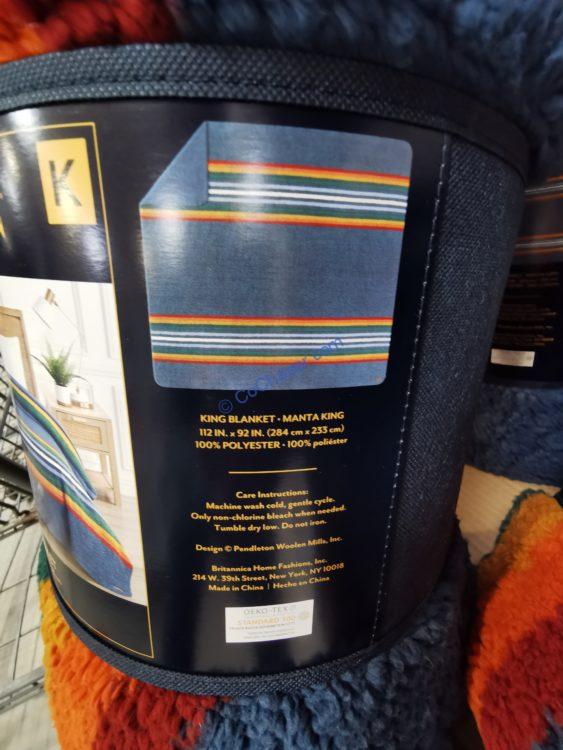 K
© CoCosteer.com
KING BLANKET • MANTA KING
112 IN. x 92 IN. (284 cm x 233 cm)
100% POLYESTER • 100% poliéster
Care Instructions:
Machine wash cold, gentle cycle.
Only non-chlorine bleach when needed.
Tumble dry low. Do not iron.
Design © Pendleton Woolen Mills, Inc.
Britannica Home Fashions, Inc.
214 W. 39th Street, New York, NY 10018
Made in China | Hecho en China
OEKO-TEX
STANDARD 100